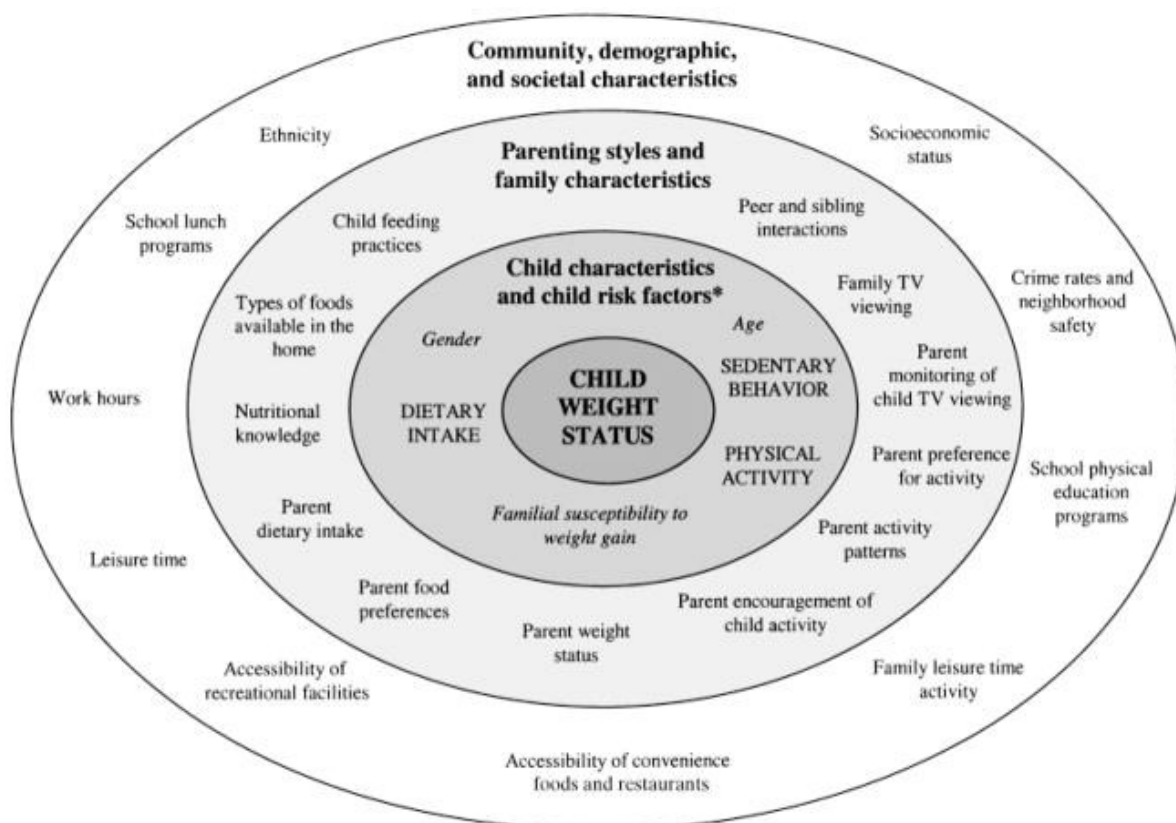 Community, demographic,
and societal characteristics
Ethnicity
Socioeconomic
status
Parenting styles and
family characteristics
School lunch
programs
Child feeding
practices
Peer and sibling
interactions
Child characteristics
and child risk factors*
Crime rates and
neighborhood
safety
Family TV
viewing
Types of foods
available in the
home
Gender
Age
CHILD
WEIGHT
STATUS
SEDENTARY
BEHAVIOR
Parent
monitoring of
child TV viewing
Work hours
Nutritional
knowledge
DIETARY
INTAKE
PHYSICAL
ACTIVITY
Parent preference
for activity
School physical
education
programs
Parent
dietary intake
Familial susceptibility to
weight gain
Parent activity
patterns
Leisure time
Parent food
preferences
Parent weight
status
Parent encouragement of
child activity
Accessibility of
recreational facilities
Family leisure time
activity
Accessibility of convenience
foods and restaurants